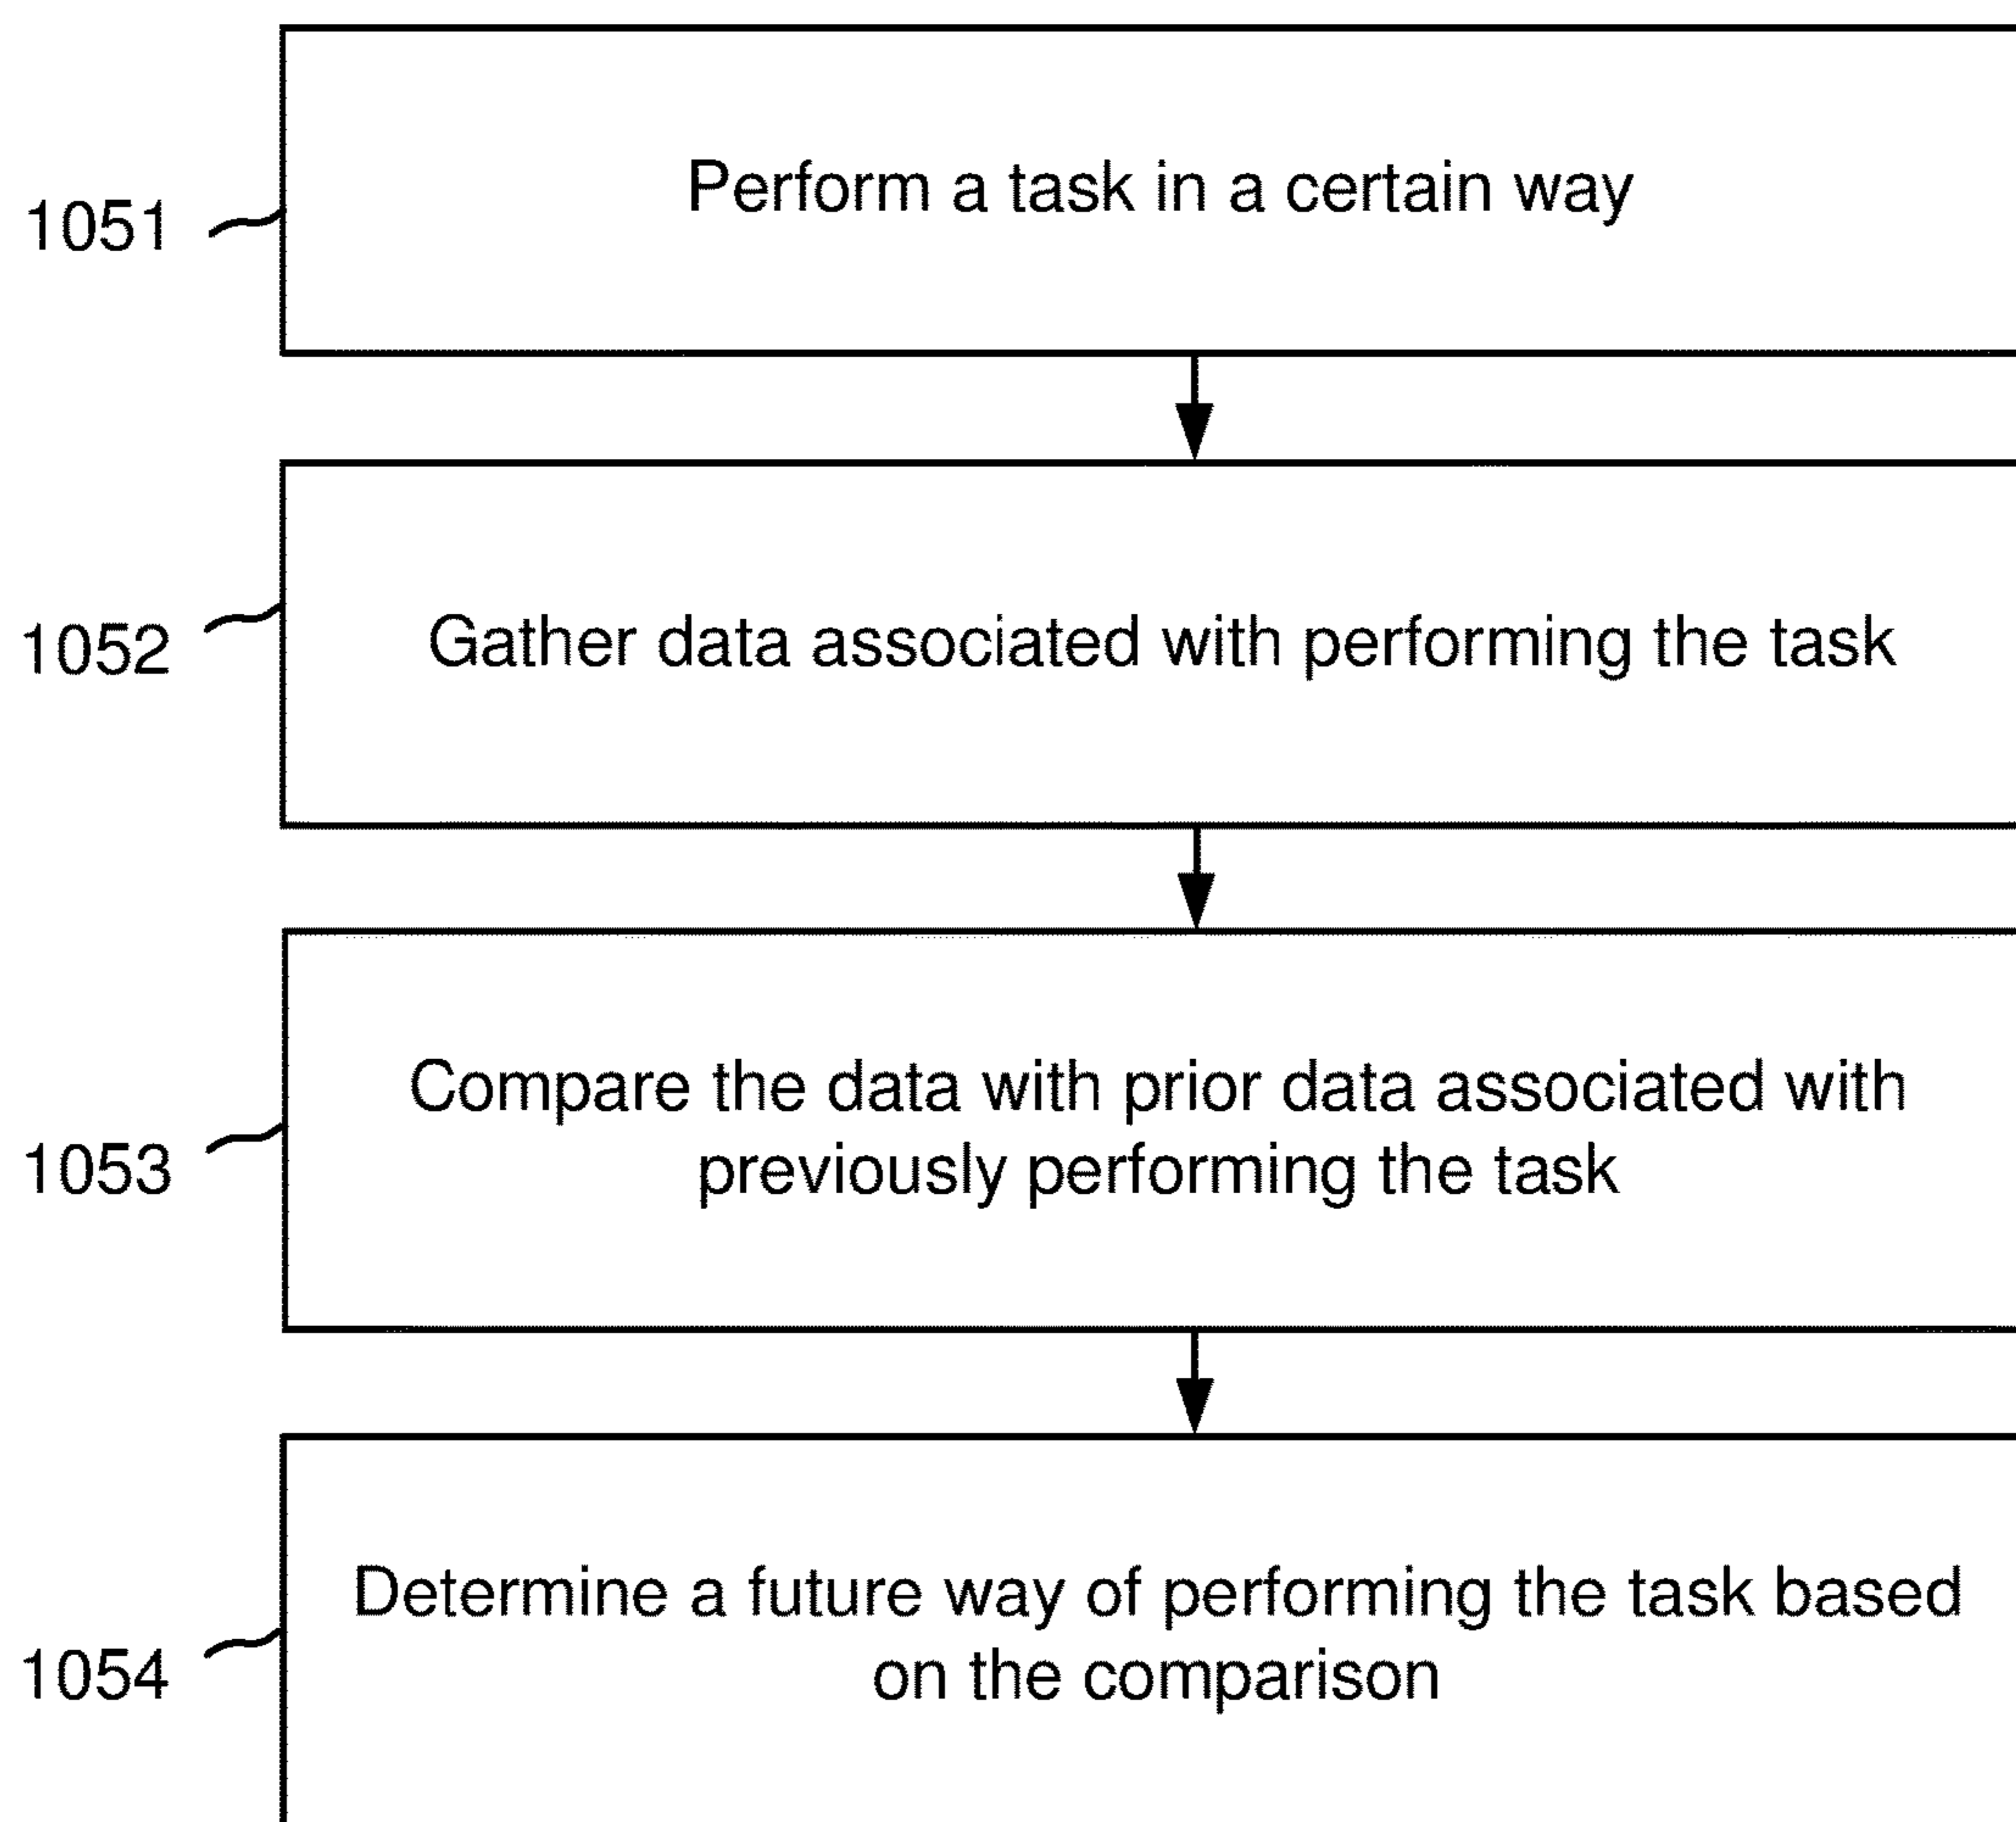 Perform a task in a certain way
1051
Gather data associated with performing the task
1052
Compare the data with prior data associated with
previously performing the task
1053
Determine a future way of performing the task based
on the comparison
1054